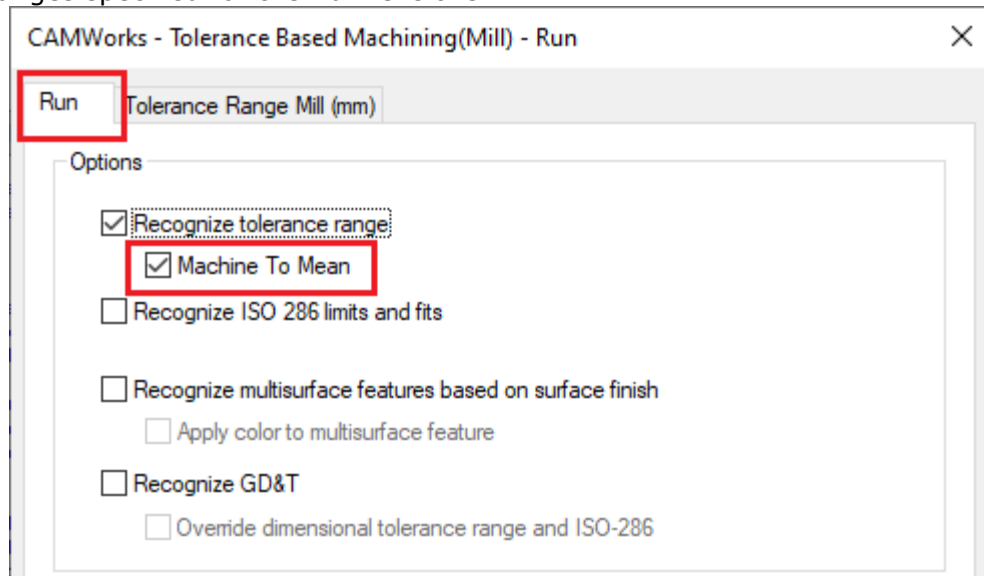 CAMWorks - Tolerance Based Machining(Mill) - Run
Run Tolerance Range Mill (mm)
Options
Recognize tolerance range
Machine To Mean
Recognize ISO 286 limits and fits
Recognize multisurface features based on surface finish
Apply color to multisurface feature
Recognize GD&T
Override dimensional tolerance range and ISO-286